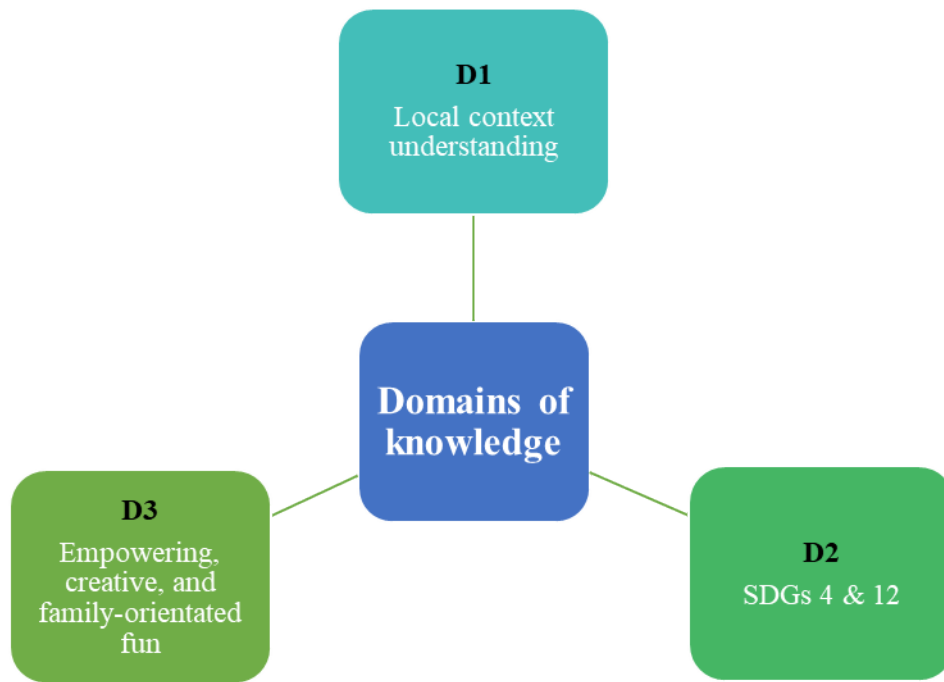 D1
Local context
understanding
Domains of
knowledge
D3
Empowering,
creative, and
family-orientated
fun
D2
SDGs 4 & 12